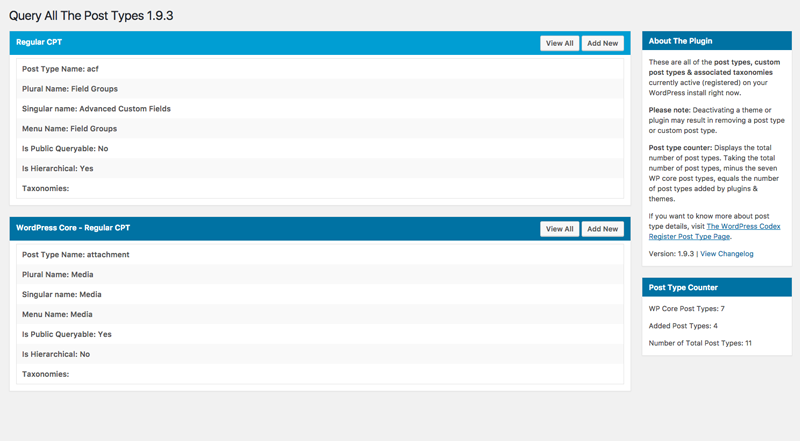 Query All The Post Types 1.9.3
Regular CPT
View All
Add New
Post Type Name: acf
Plural Name: Field Groups
Singular name: Advanced Custom Fields
Menu Name: Field Groups
Is Public Queryable: No
Is Hierarchical: Yes
Taxonomies:
WordPress Core - Regular CPT
View All
Add New
Post Type Name: attachment
Plural Name: Media
Singular name: Media
Menu Name: Media
Is Public Queryable: Yes
Is Hierarchical: No
Taxonomies:
About The Plugin
These are all of the post types, custom
post types & associated taxonomies
currently active (registered) on your
WordPress install right now.
Please note: Deactivating a theme or
plugin may result in removing a post type
or custom post type.
Post type counter: Displays the total
number of post types. Taking the total
number of post types, minus the seven
WP core post types, equals the number
of post types added by plugins &
themes.
If you want to know more about post
type details, visit The WordPress Codex
Register Post Type Page.
Version: 1.9.3 | View Changelog
Post Type Counter
WP Core Post Types: 7
Added Post Types: 4
Number of Total Post Types: 11